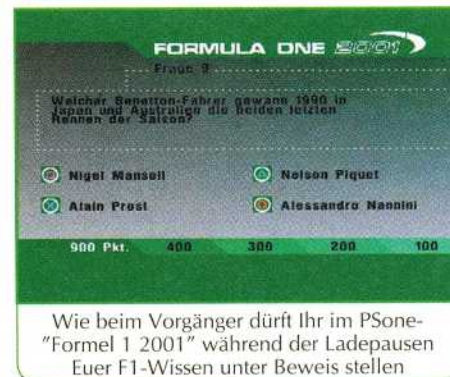 FORMULA ONE 2001
Frage 9
Welcher Benetton-Fahrer gewann 1990 in
Japan und Australien die beiden letzten
Rennen der Saison?
Nigel Mansell Nelson Piquet
Alain Prost Alessandro Nannini
900 Pkt. 400 300 200 100
Wie beim Vorgänger dürft Ihr im PSone-
"Formel 1 2001" während der Ladepausen
Euer F1-Wissen unter Beweis stellen